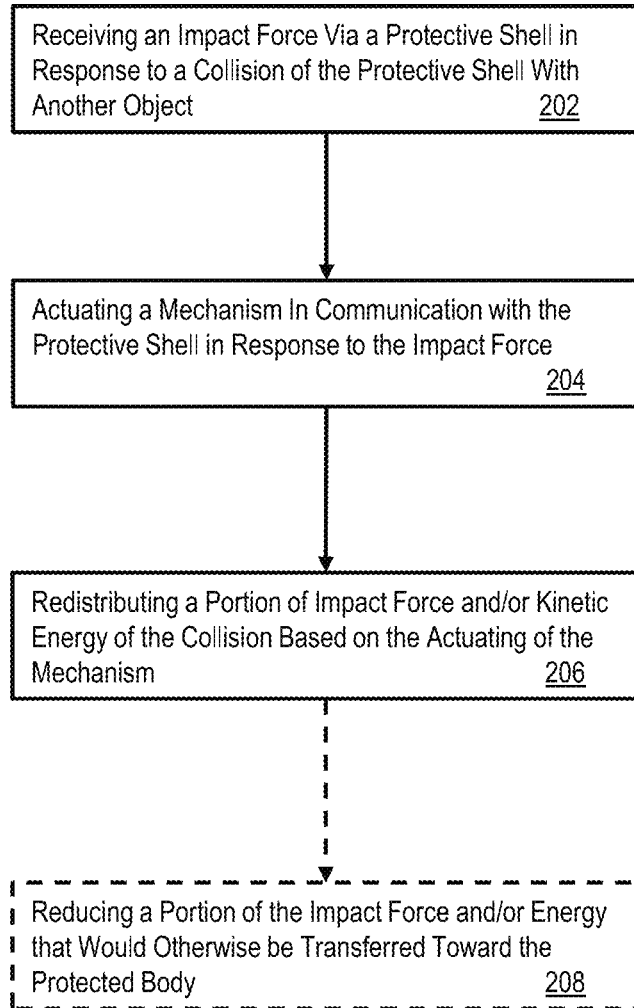 Receiving an Impact Force Via a Protective Shell in
Response to a Collision of the Protective Shell With
Another Object 202
Actuating a Mechanism In Communication with the
Protective Shell in Response to the Impact Force
204
Redistributing a Portion of Impact Force and/or Kinetic
Energy of the Collision Based on the Actuating of the
Mechanism 206
Reducing a Portion of the Impact Force and/or Energy
that Would Otherwise be Transferred Toward the
Protected Body 208